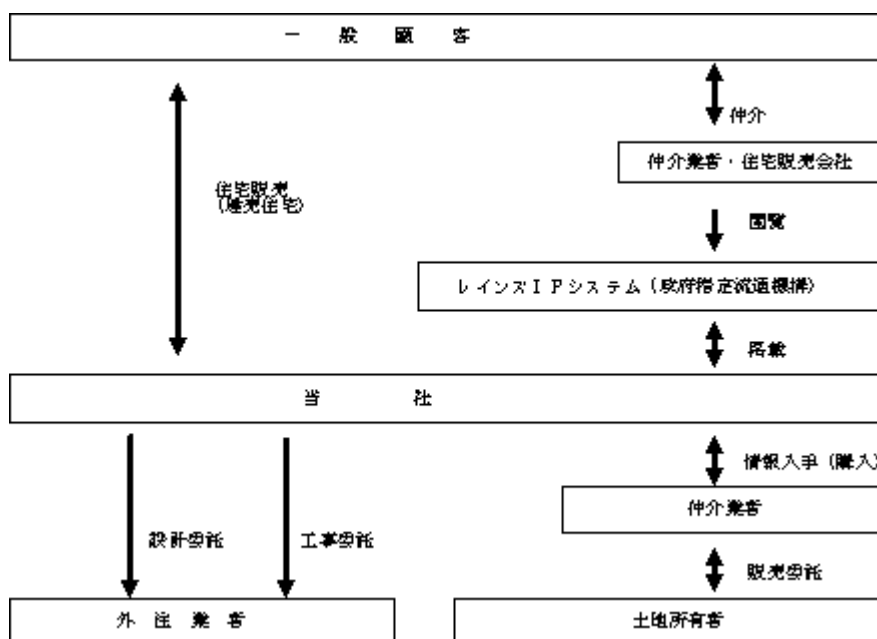 一 般 顧 客
仲介
仲介業者・住宅販売会社
住宅販売
(建売住宅)
閲覧
レインズIPシステム(政府指定流通機構)
搭載
当 社
情報入手(購入)
仲介業者
設計委託
工事委託
販売委託
外 注 業 者
土地所有者